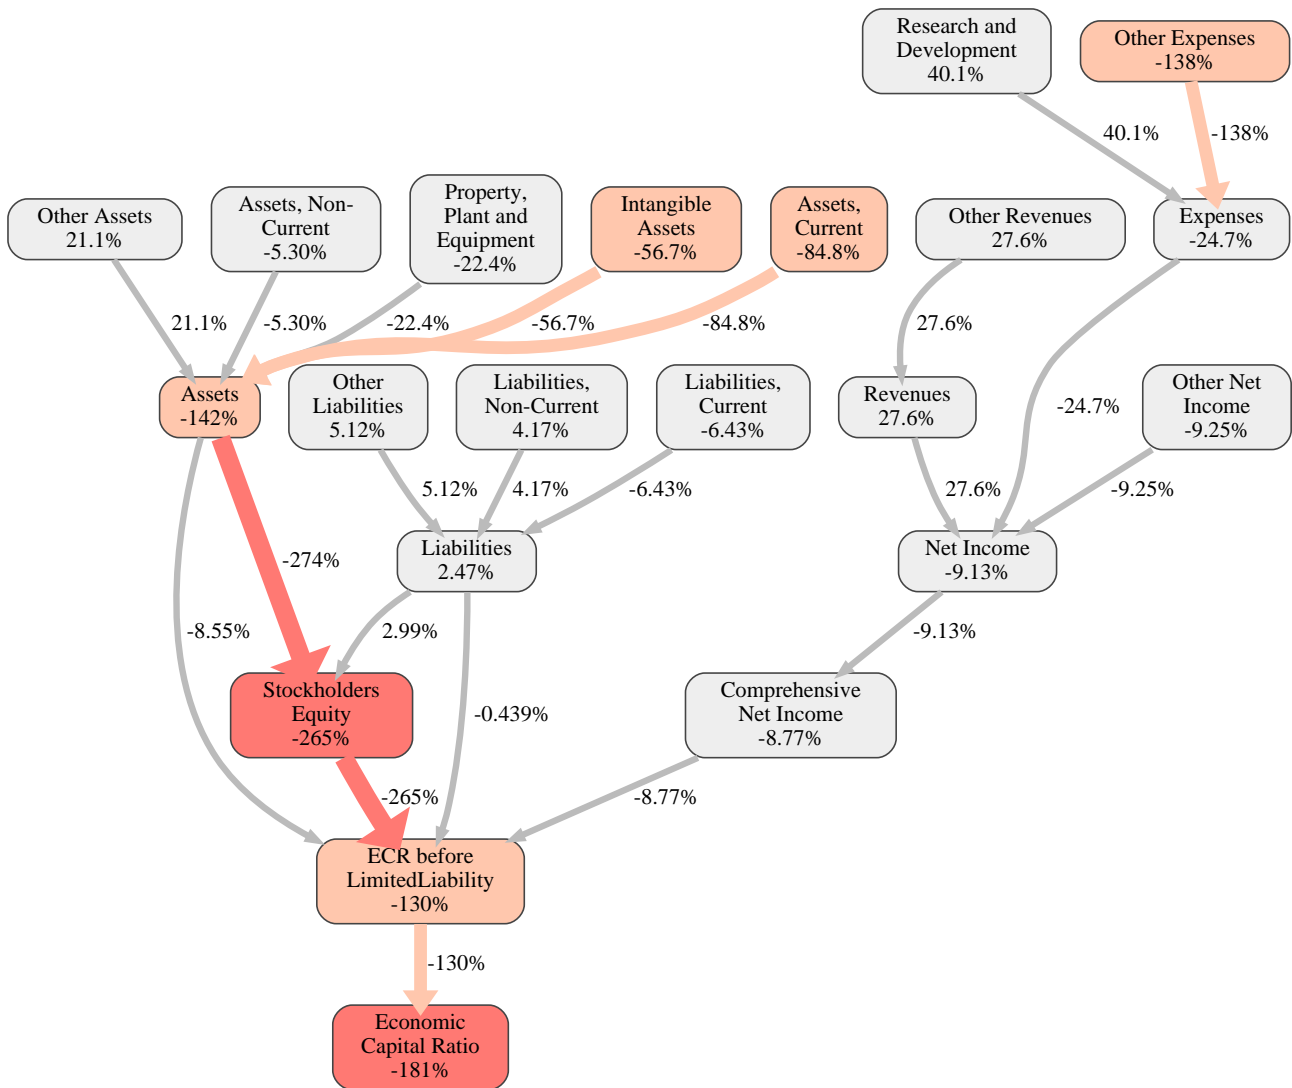 Research and
Development
40.1%
Other Expenses
-138%
40.1%
-138%
Other Assets
21.1%
Assets, Non-
Current
-5.30%
Property,
Plant and
Equipment
-22.4%
Intangible
Assets
-56.7%
Assets,
Current
-84.8%
Other Revenues
27.6%
Expenses
-24.7%
21.1%
-5.30%
-22.4%
-56.7%
-84.8%
27.6%
Assets
-142%
Other
Liabilities
5.12%
Liabilities,
Non-Current
4.17%
Liabilities,
Current
-6.43%
Revenues
27.6%
-24.7%
Other Net
Income
-9.25%
5.12%
4.17%
-6.43%
27.6%
-9.25%
-274%
Liabilities
2.47%
Net Income
-9.13%
-8.55%
2.99%
-9.13%
Stockholders
Equity
-265%
-0.439%
Comprehensive
Net Income
-8.77%
-265%
-8.77%
ECR before
LimitedLiability
-130%
-130%
Economic
Capital Ratio
-181%